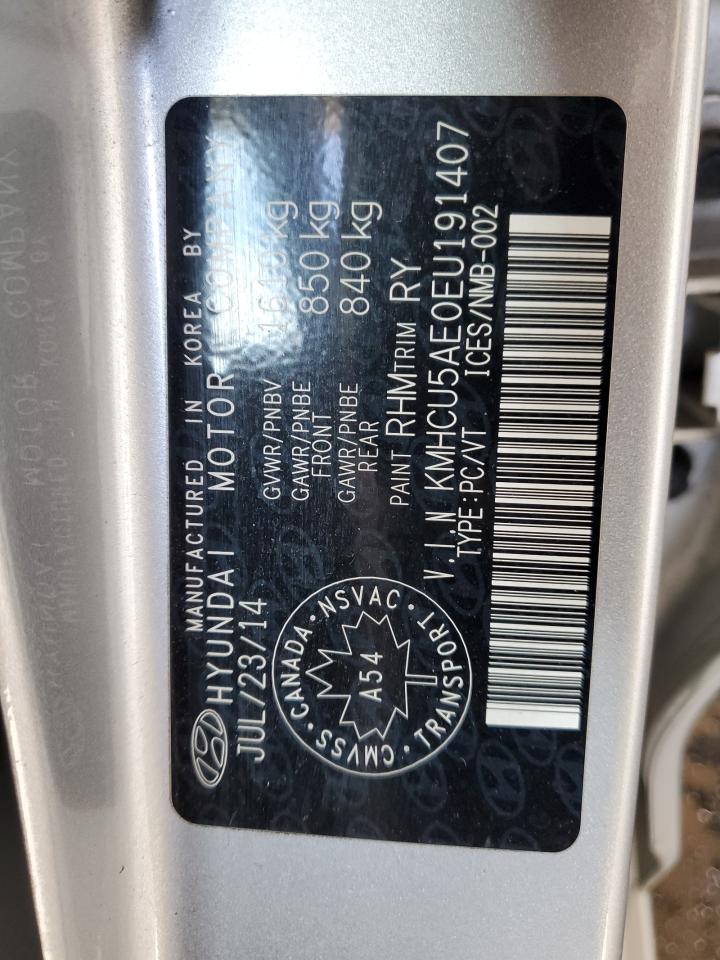 MANUFACTURED IN KOREA BY
HYUNDAI MOTOR COMPANY
JUL/23/14
GVWR/PNBV kg
GAWR/PNBE FRONT 850 kg
GAWR/PNBE REAR 840 kg
PAINT RHM TRIM RY
V.I.N KMHCU5AE0EU191407
TYPE:PC/VT ICES/NMB-002
CANADA · NSVAC · TRANSPORT · CMVSS ·
A54